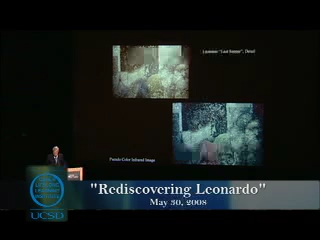 Leonardo "Last Supper", Detail
Pseudo-Color Infrared Image
"Rediscovering Leonardo"
May 30, 2008
UCSD